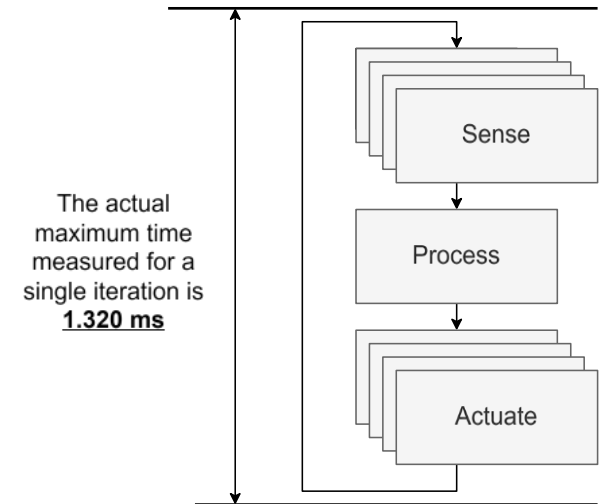 Sense
The actual
maximum time
measured for a
single iteration is
1.320 ms
Process
Actuate